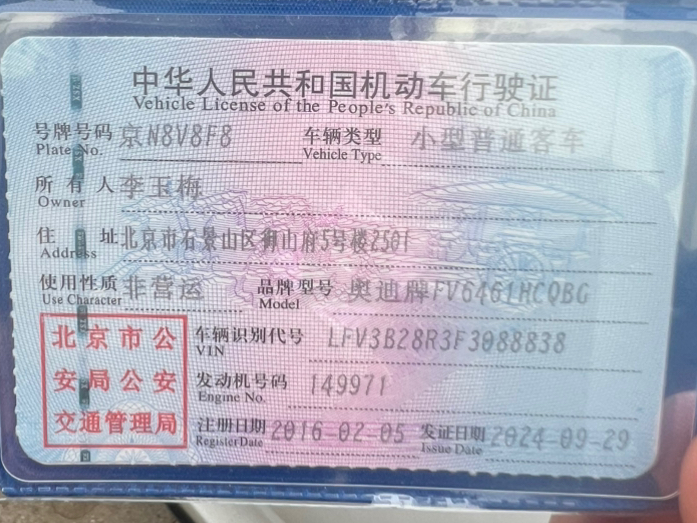 中华人民共和国机动车行驶证
Vehicle License of the People's Republic of China
号牌号码 京N8V8F8 车辆类型 小型普通客车
Plate No. Vehicle Type
所有人 李玉梅
Owner
住址 北京市石景山区御山府5号楼2501
Address
使用性质 非营运 品牌型号 奥迪牌FV6461HCQBG
Use Character Model
北京市公
安局公安
交通管理局
车辆识别代号 LFV3B28R3F3088838
VIN
发动机号码 149971
Engine No.
注册日期 2016-02-05 发证日期 2024-09-29
Register Date Issue Date